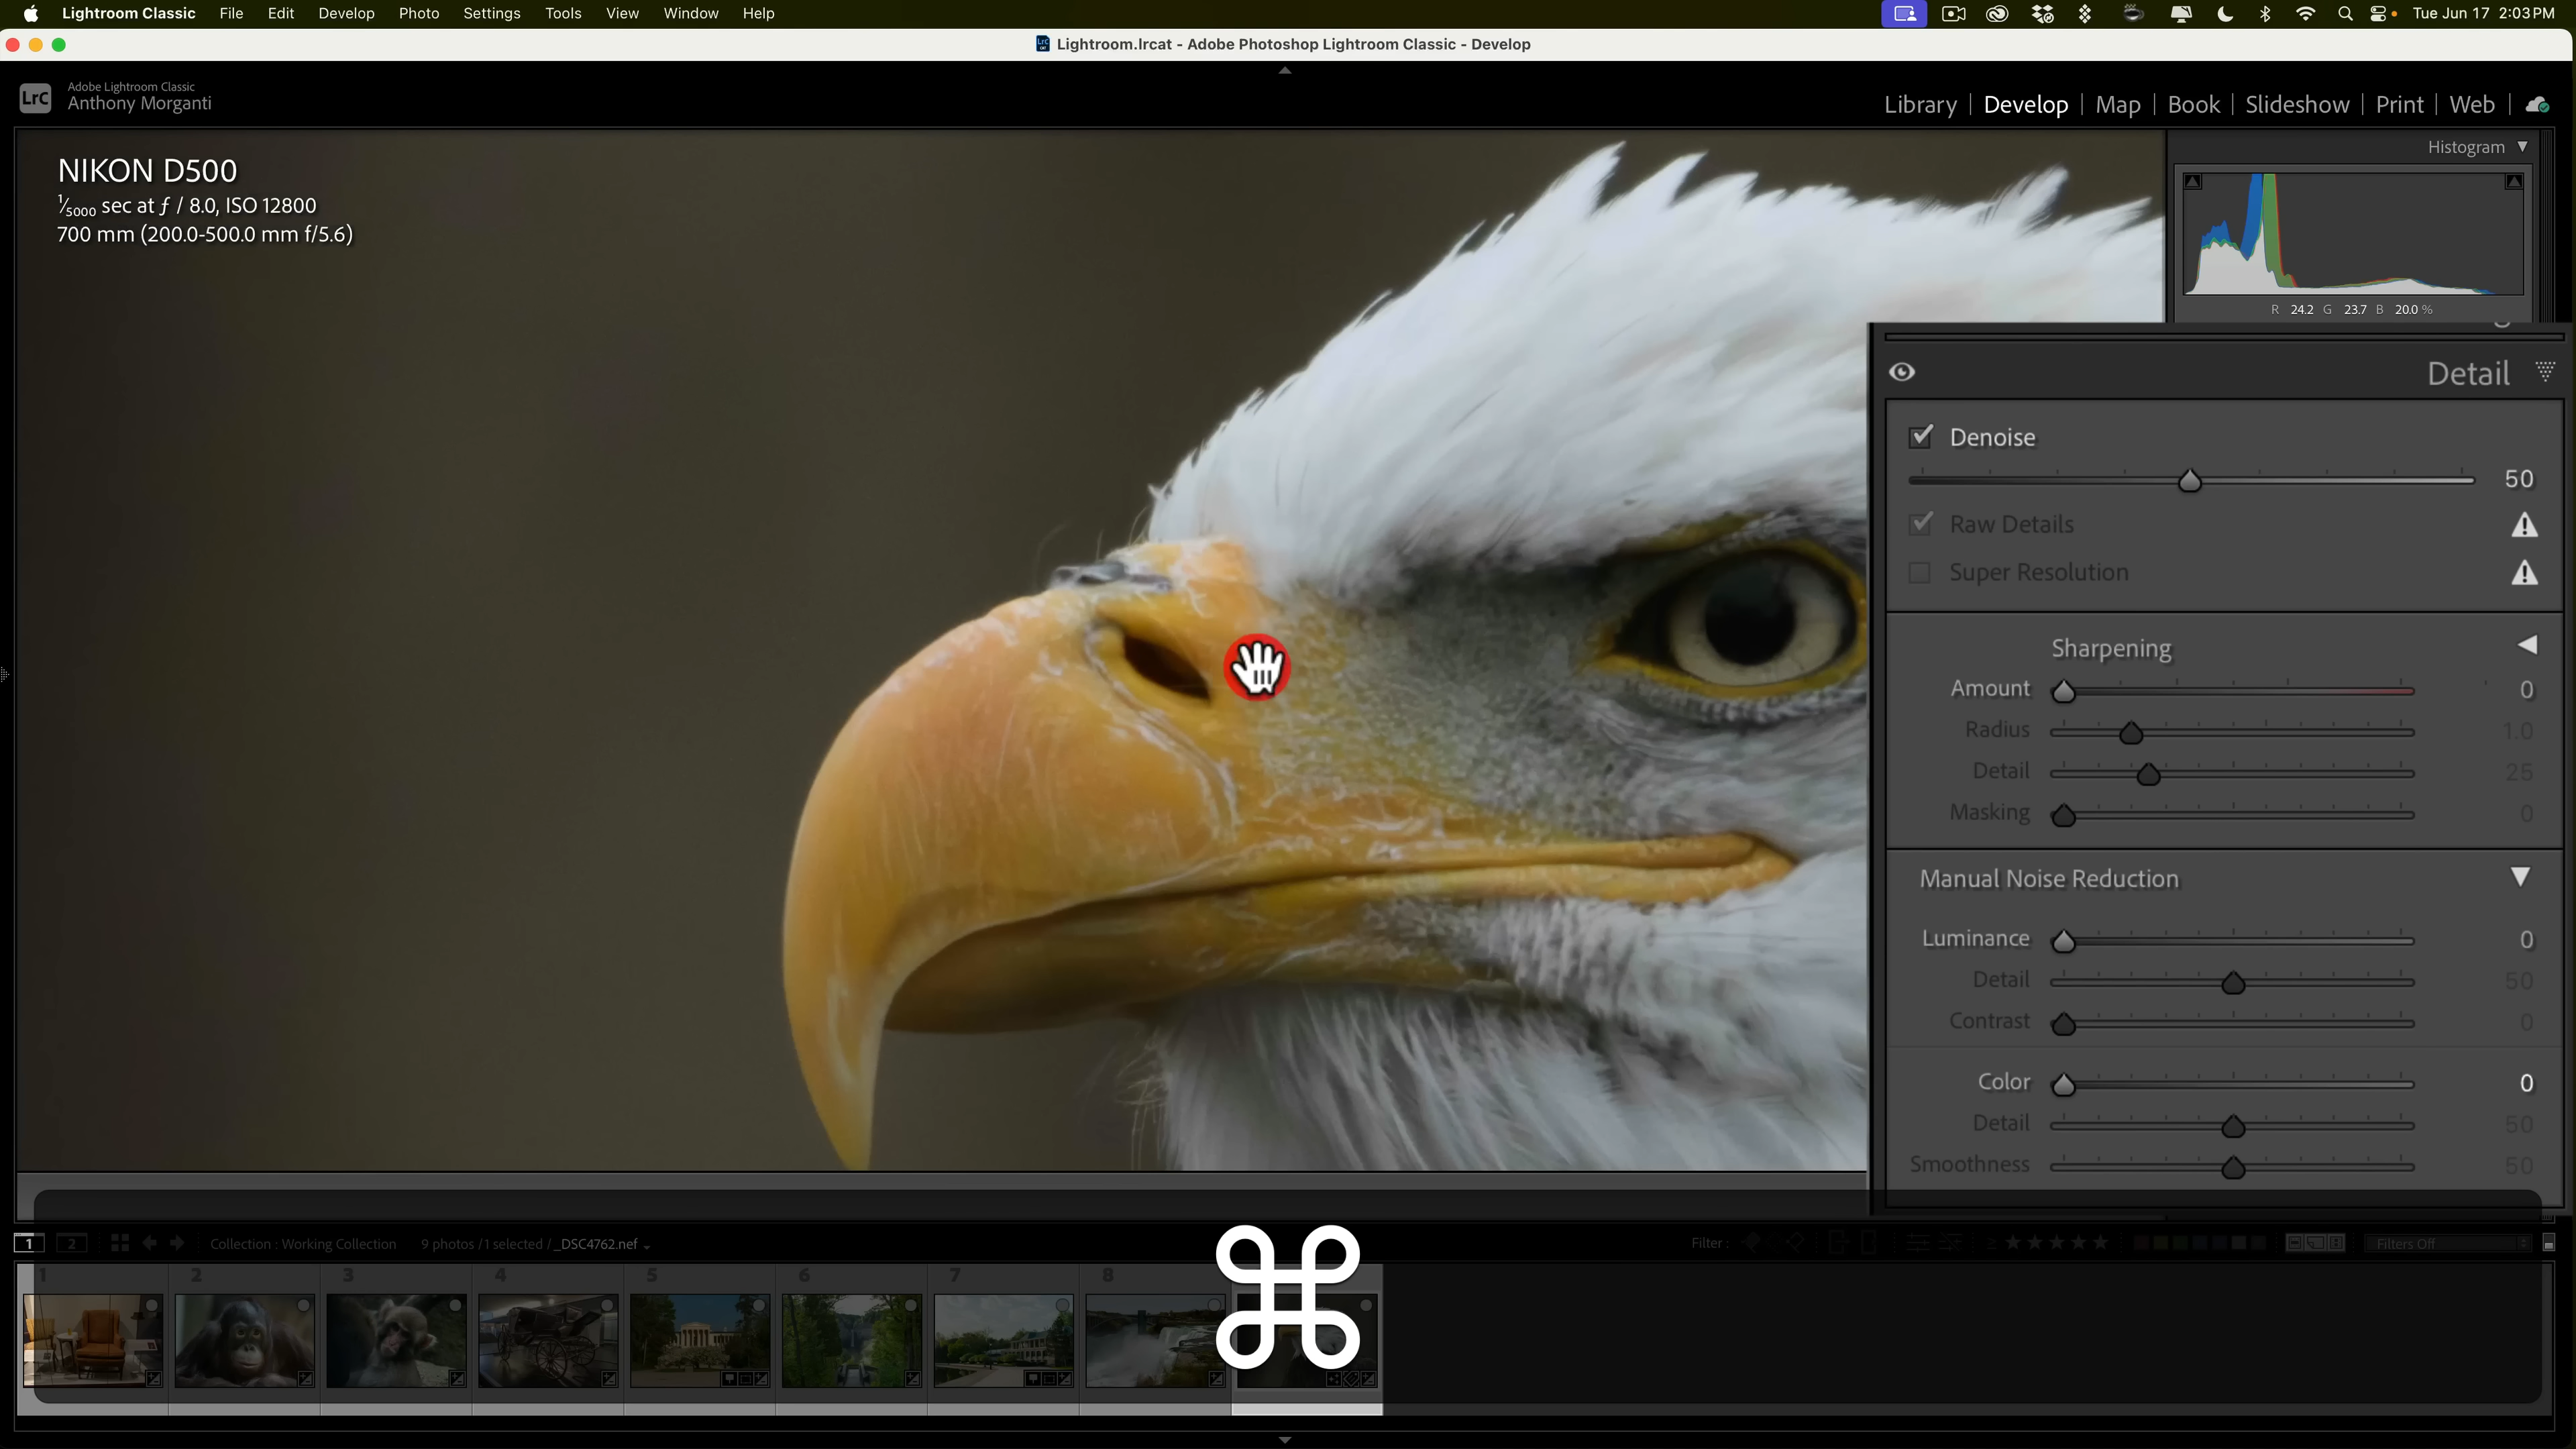 Lightroom Classic File Edit Develop Photo Settings Tools View Window Help Tue Jun 17 2:03 PM
Lightroom.lrcat - Adobe Photoshop Lightroom Classic - Develop
LrC
Adobe Lightroom Classic
Anthony Morganti
Library | Develop | Map | Book | Slideshow | Print | Web
NIKON D500
1/5000 sec at ƒ / 8.0, ISO 12800
700 mm (200.0-500.0 mm f/5.6)
Histogram
R 24.2 G 23.7 B 20.0 %
Detail
Denoise
50
Raw Details
Super Resolution
Sharpening
Amount 0
Radius 1.0
Detail 25
Masking 0
Manual Noise Reduction
Luminance 0
Detail 50
Contrast 0
Color 0
Detail 50
Smoothness 50
1 2 Collection : Working Collection 9 photos /1 selected /_DSC4762.nef Filter : Filters Off
1 2 3 4 5 6 7 8